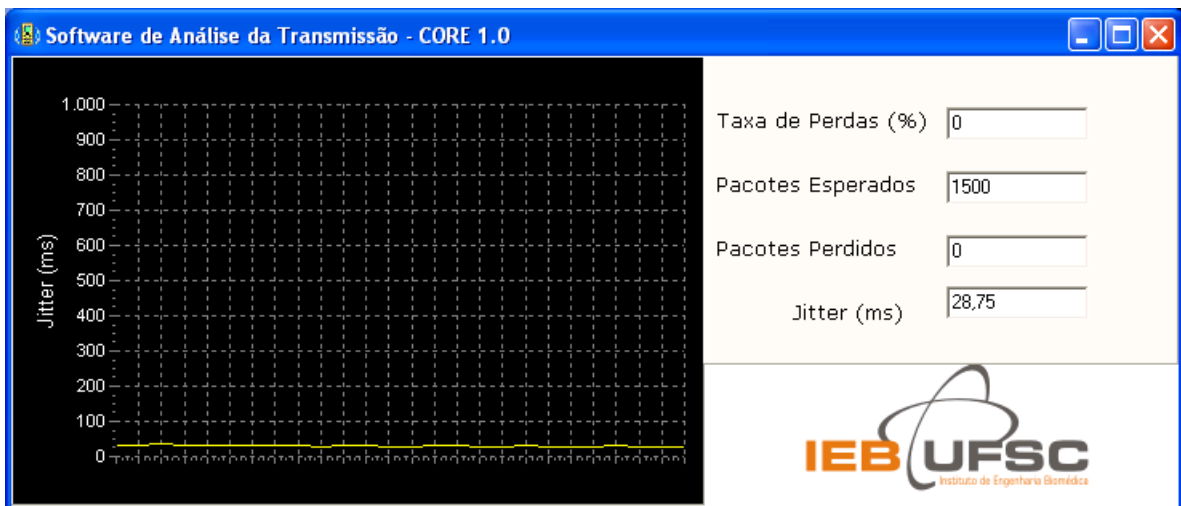 Software de Análise da Transmissão - CORE 1.0
1.000
900
800
700
600
500
400
300
200
100
0
Jitter (ms)
Taxa de Perdas (%) 0
Pacotes Esperados 1500
Pacotes Perdidos 0
Jitter (ms) 28,75
IEB UFSC
Instituto de Engenharia Biomédica